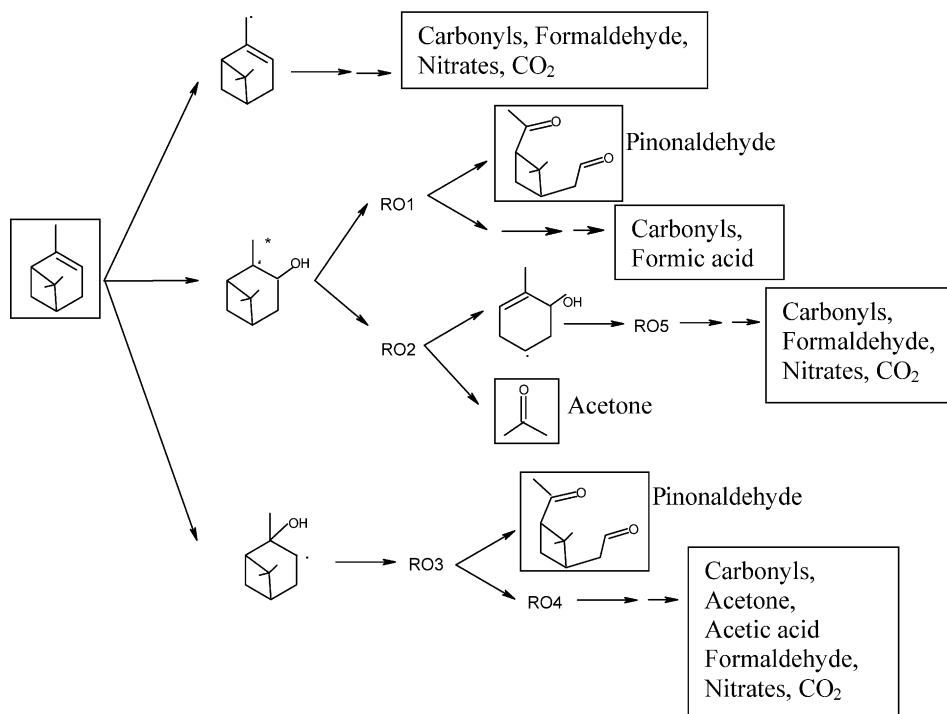 Carbonyls, Formaldehyde,
Nitrates, CO₂
O
O
Pinonaldehyde
RO1
Carbonyls,
Formic acid
*
OH
OH
RO5
Carbonyls,
Formaldehyde,
Nitrates, CO₂
RO2
O
Acetone
O
O
Pinonaldehyde
OH
RO3
RO4
Carbonyls,
Acetone,
Acetic acid
Formaldehyde,
Nitrates, CO₂